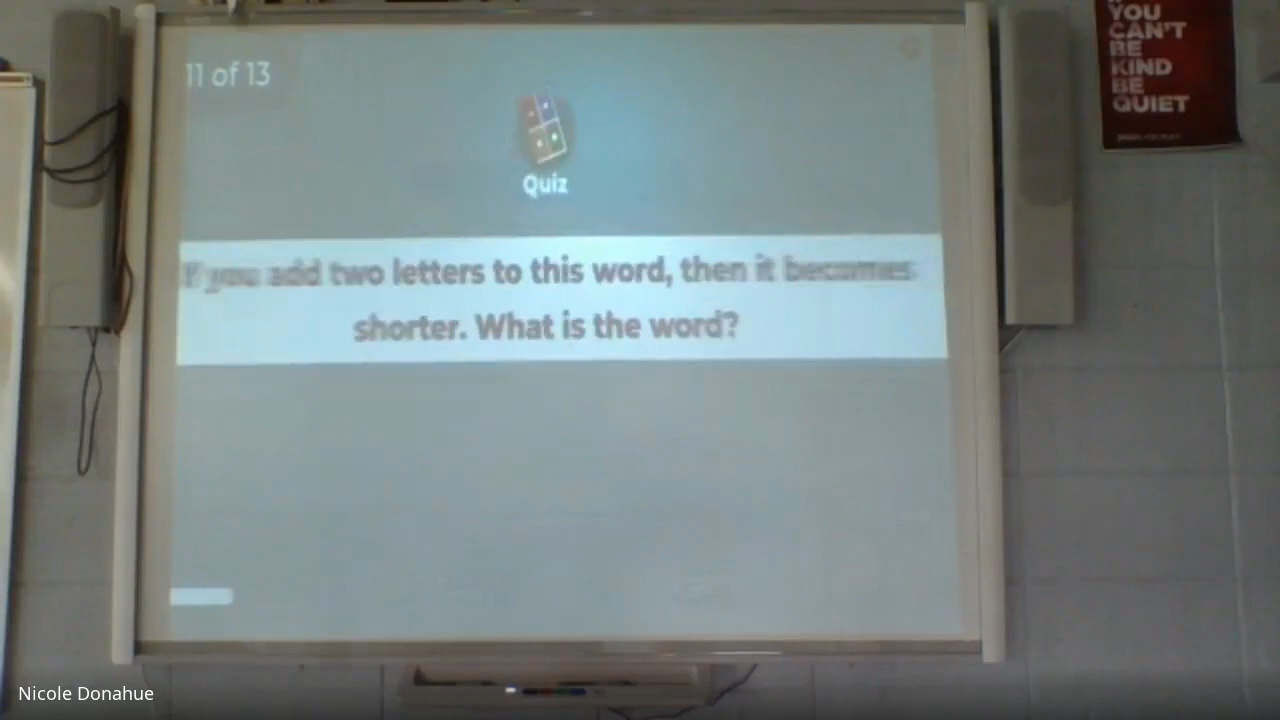 11 of 13
Quiz
If you add two letters to this word, then it becomes
shorter. What is the word?
YOU
CAN'T
BE
KIND
BE
QUIET
Nicole Donahue